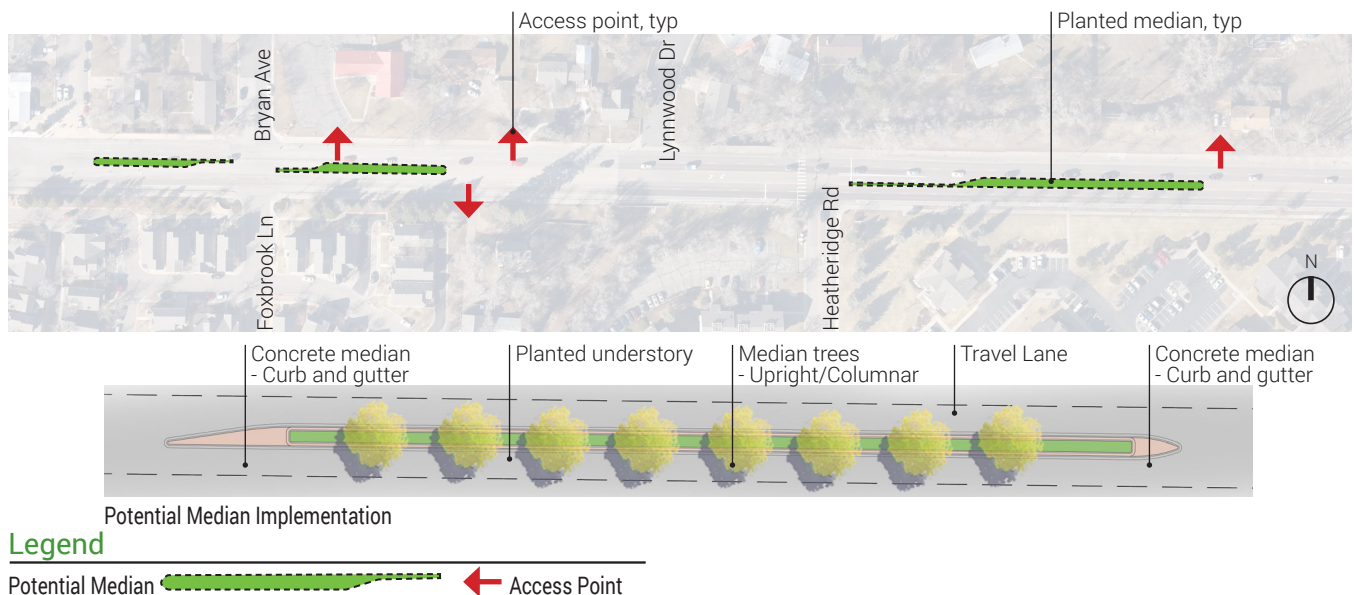 Access point, typ
Planted median, typ
Bryan Ave
Lynnwood Dr
Foxbrook Ln
Heatheridge Rd
N
Concrete median
- Curb and gutter
Planted understory
Median trees
- Upright/Columnar
Travel Lane
Concrete median
- Curb and gutter
Potential Median Implementation
Legend
Potential Median
Access Point